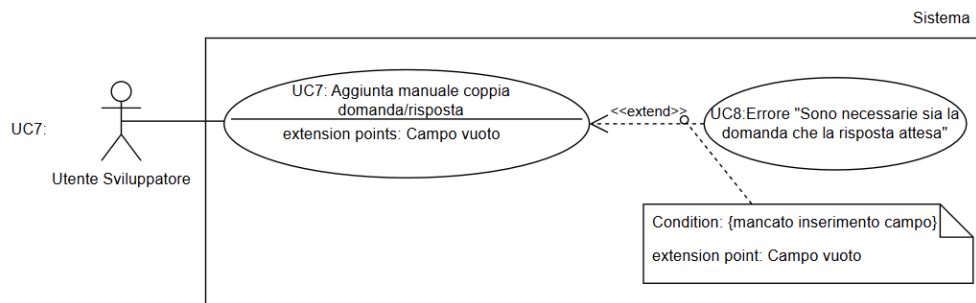 Sistema
UC7: Aggiunta manuale coppia
domanda/risposta
extension points: Campo vuoto
<<extend>>
UC8:Errore "Sono necessarie sia la
domanda che la risposta attesa"
UC7:
Utente Sviluppatore
Condition: {mancato inserimento campo}
extension point: Campo vuoto